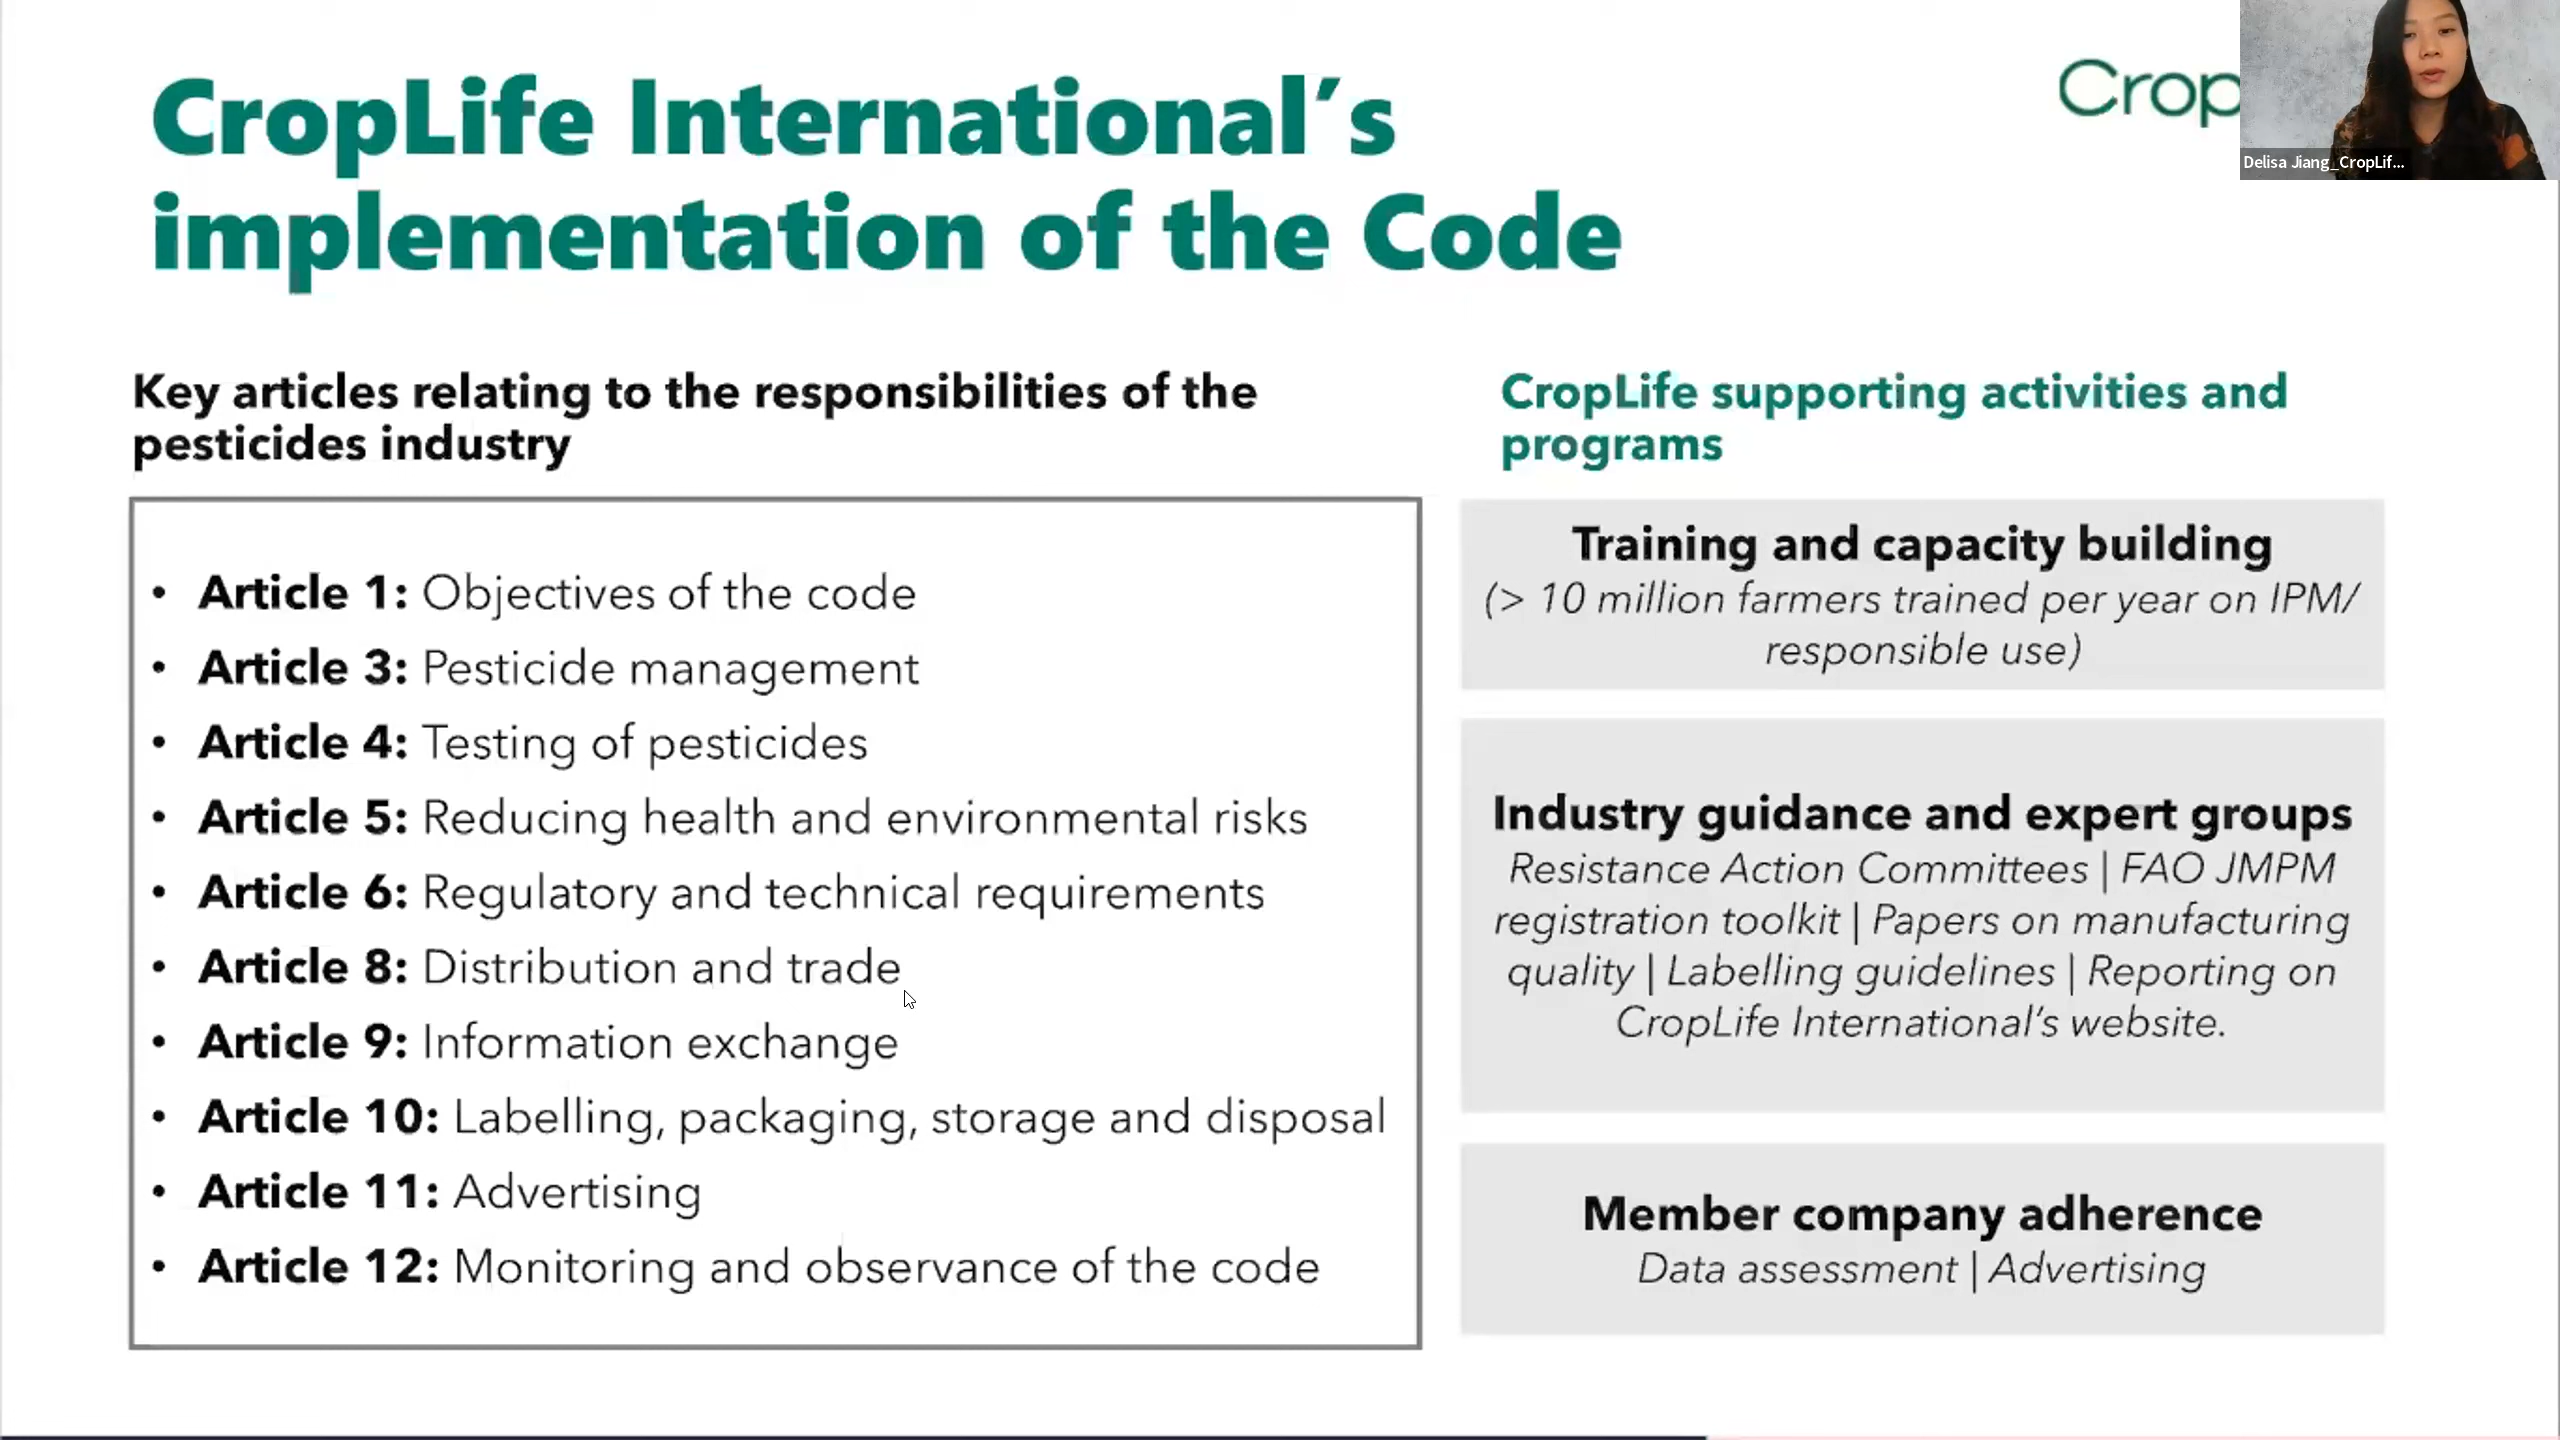 CropLife International’s
implementation of the Code
Crop
Delisa Jiang_CropLif...
Key articles relating to the responsibilities of the
pesticides industry
• Article 1: Objectives of the code
• Article 3: Pesticide management
• Article 4: Testing of pesticides
• Article 5: Reducing health and environmental risks
• Article 6: Regulatory and technical requirements
• Article 8: Distribution and trade
• Article 9: Information exchange
• Article 10: Labelling, packaging, storage and disposal
• Article 11: Advertising
• Article 12: Monitoring and observance of the code
CropLife supporting activities and
programs
Training and capacity building
(> 10 million farmers trained per year on IPM/
responsible use)
Industry guidance and expert groups
Resistance Action Committees | FAO JMPM
registration toolkit | Papers on manufacturing
quality | Labelling guidelines | Reporting on
CropLife International’s website.
Member company adherence
Data assessment | Advertising